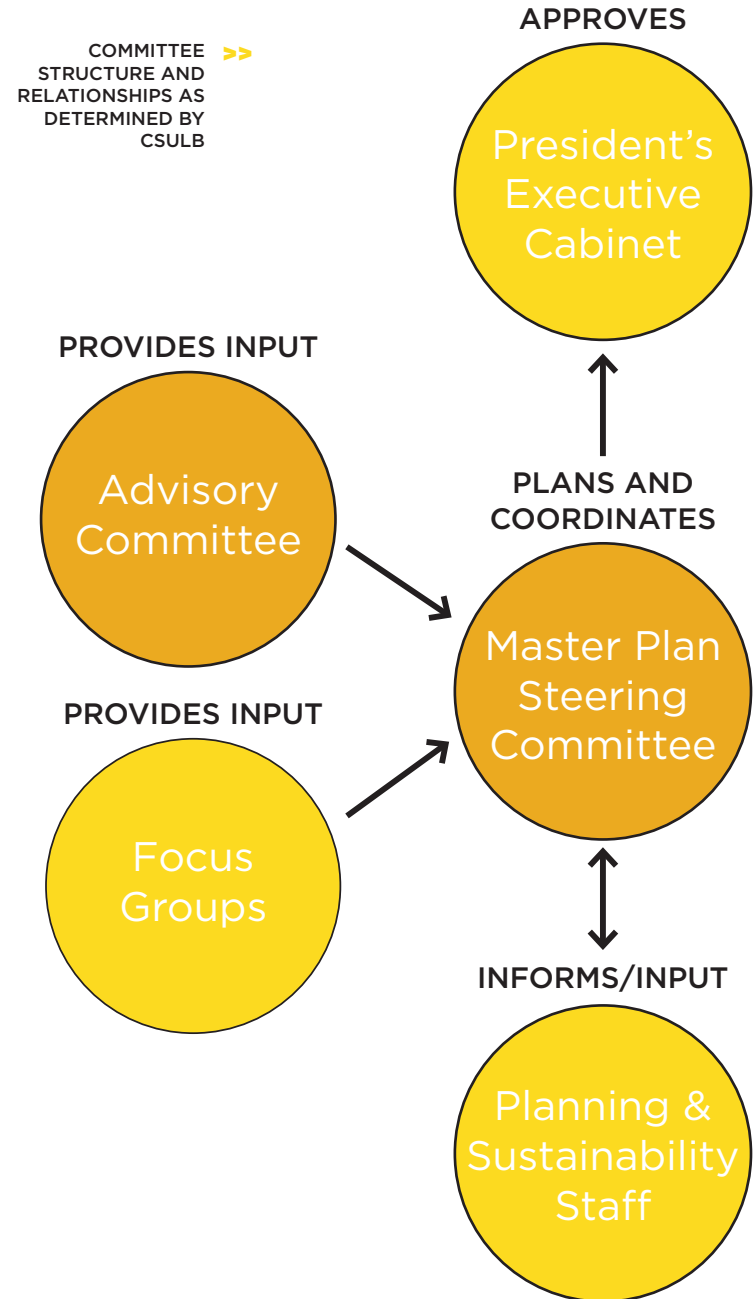 COMMITTEE >>
STRUCTURE AND
RELATIONSHIPS AS
DETERMINED BY
CSULB
APPROVES
President’s
Executive
Cabinet
PROVIDES INPUT
Advisory
Committee
PLANS AND
COORDINATES
Master Plan
Steering
Committee
PROVIDES INPUT
Focus
Groups
INFORMS/INPUT
Planning &
Sustainability
Staff